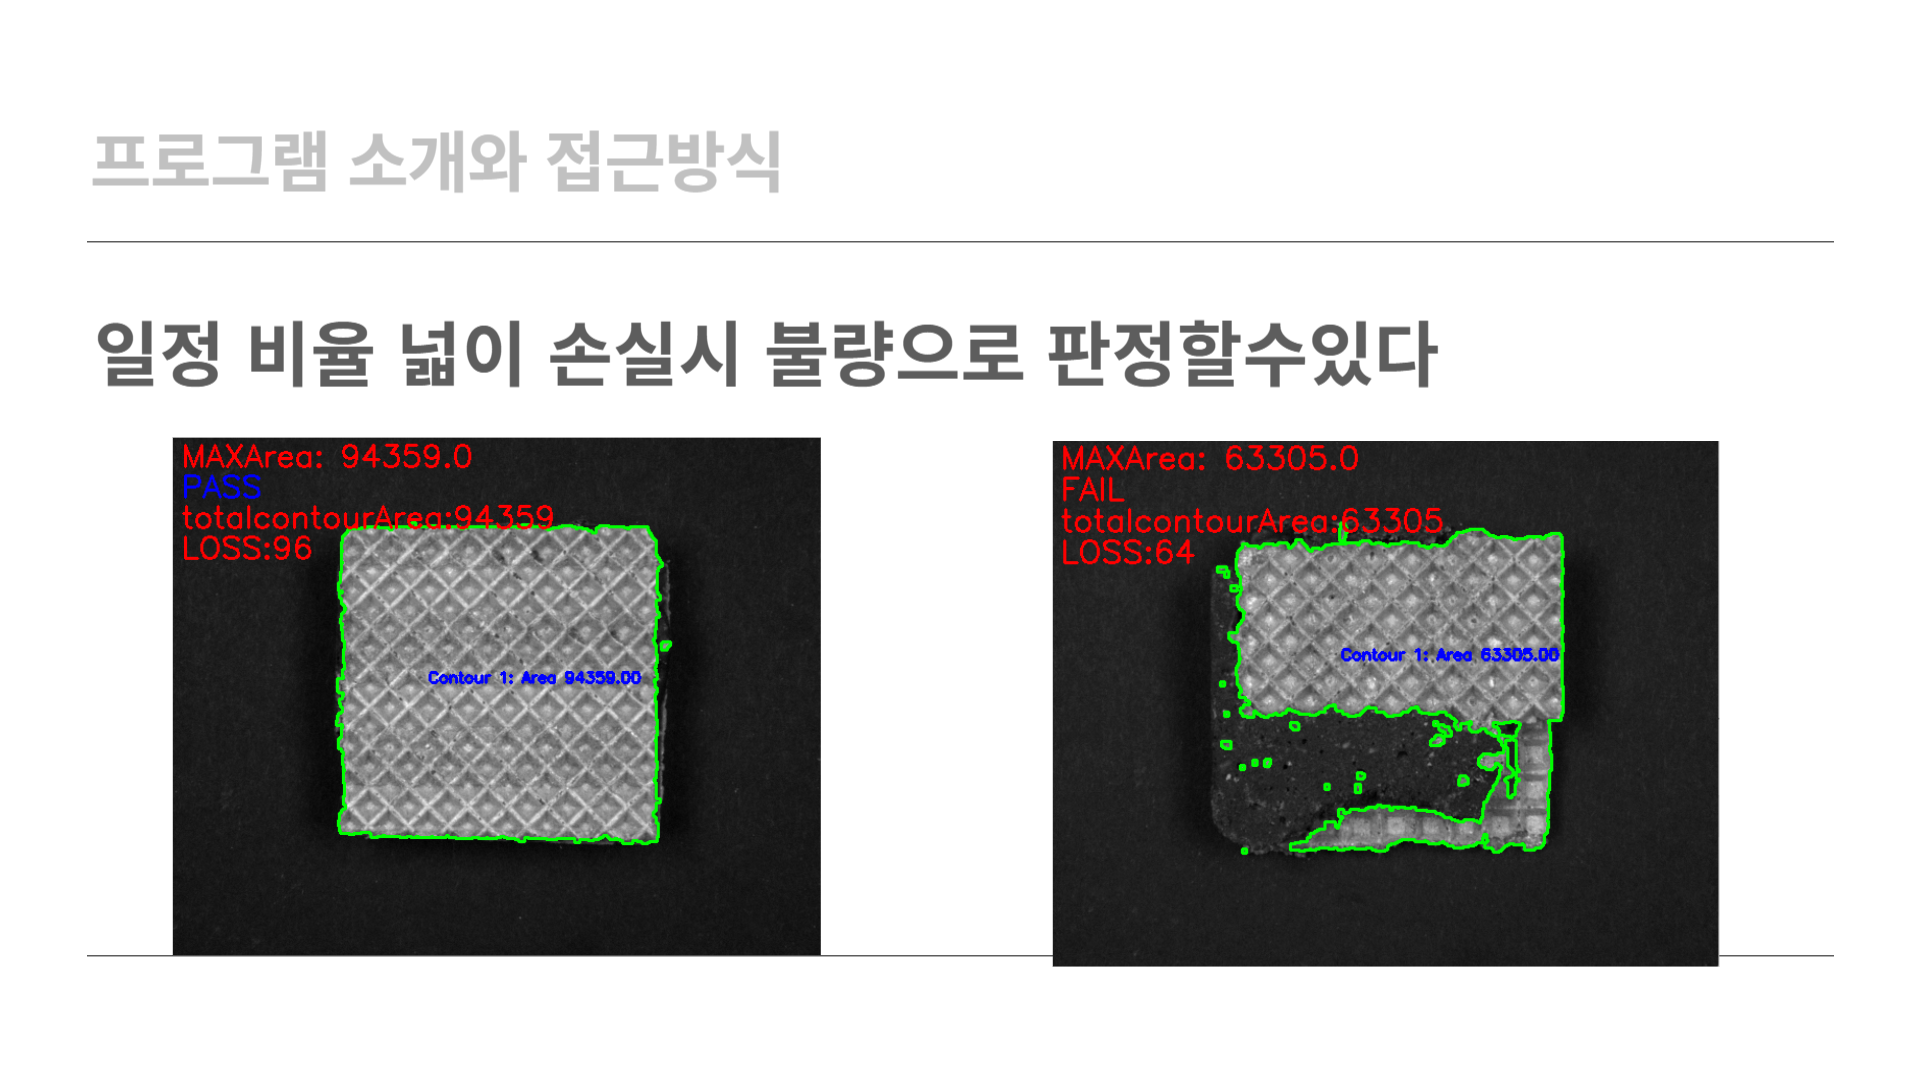 프로그램 소개와 접근방식
일정 비율 넓이 손실시 불량으로 판정할수있다
MAXArea: 94359.0
PASS
totalcontourArea:94359
LOSS:96
Contour 1: Area 94359.00
MAXArea: 63305.0
FAIL
totalcontourArea:63305
LOSS:64
Contour 1: Area 63305.00